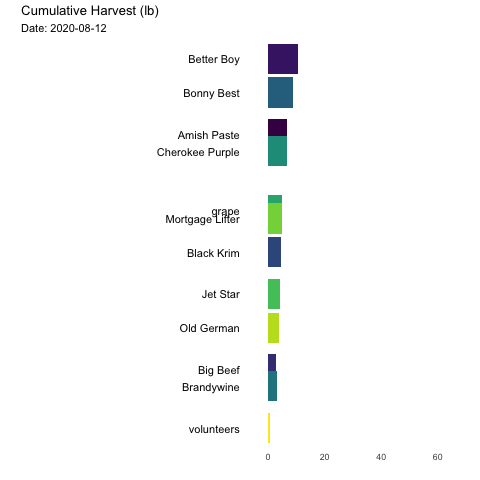 Cumulative Harvest (lb)
Date: 2020-08-12
Better Boy
Bonny Best
Amish Paste
Cherokee Purple
grape
Mortgage Lifter
Black Krim
Jet Star
Old German
Big Beef
Brandywine
volunteers
0 20 40 60